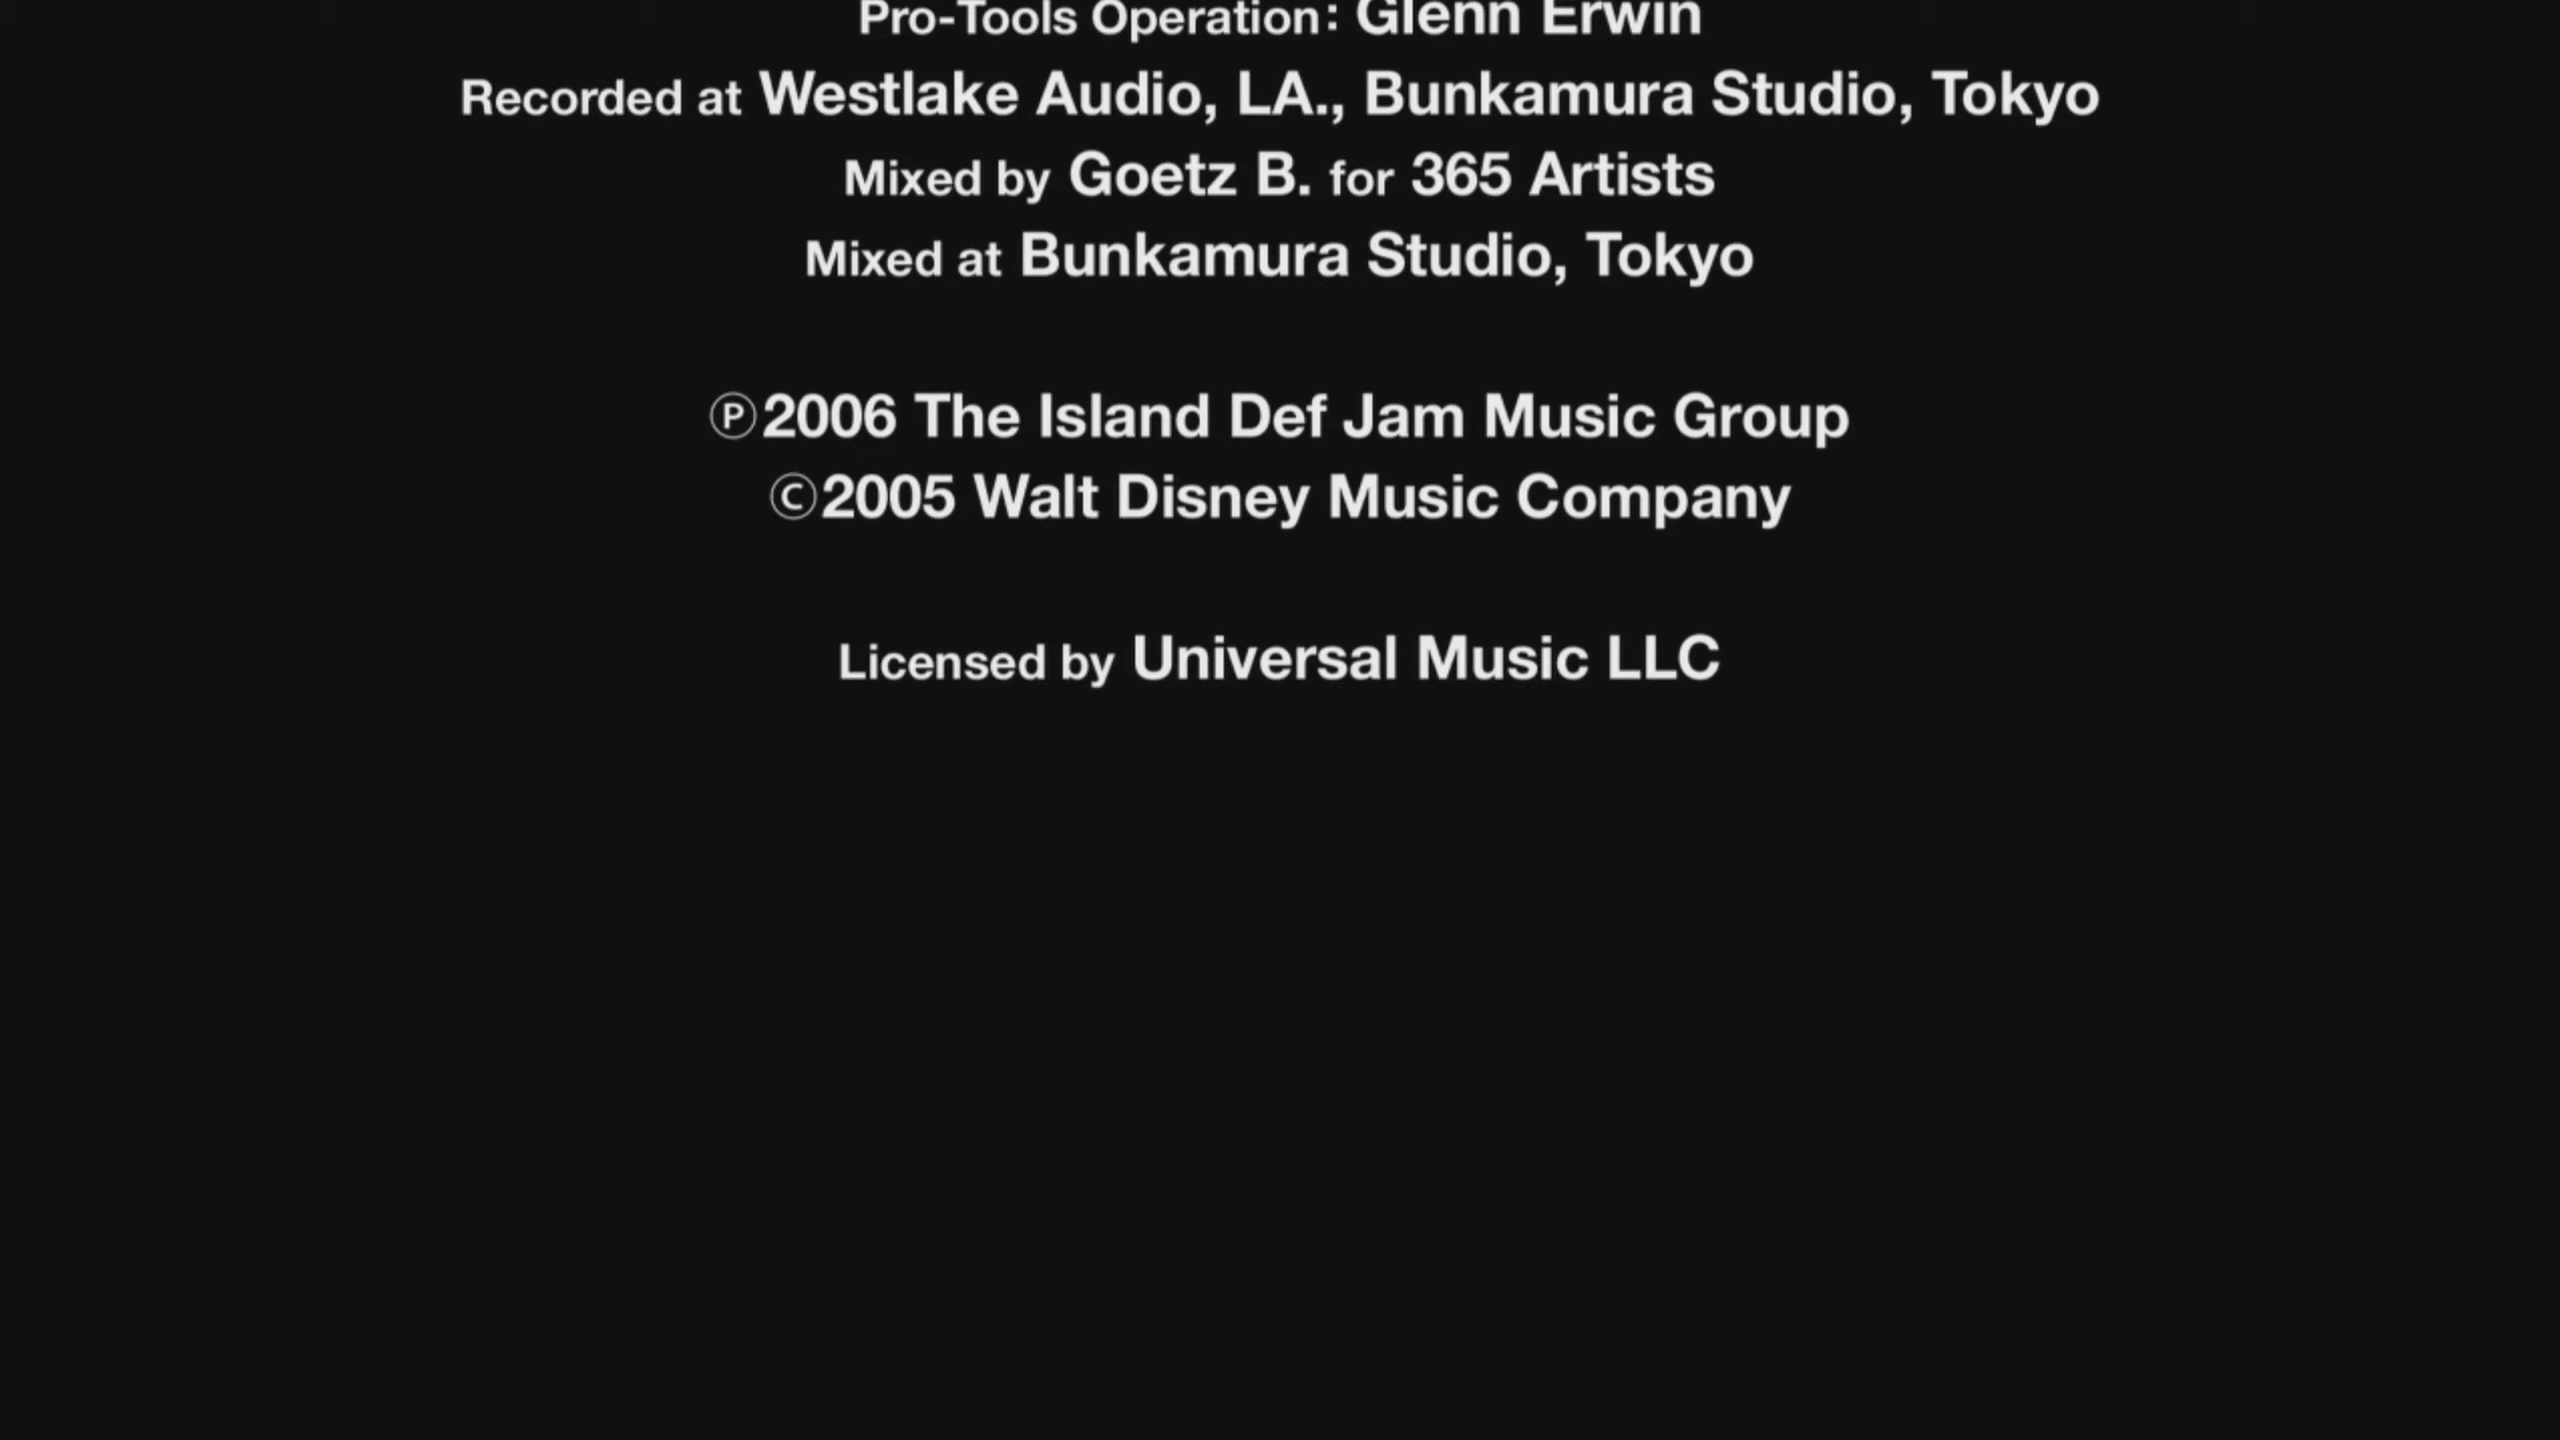 Pro-Tools Operation: Glenn Erwin
Recorded at Westlake Audio, LA., Bunkamura Studio, Tokyo
Mixed by Goetz B. for 365 Artists
Mixed at Bunkamura Studio, Tokyo
Ⓟ2006 The Island Def Jam Music Group
©2005 Walt Disney Music Company
Licensed by Universal Music LLC